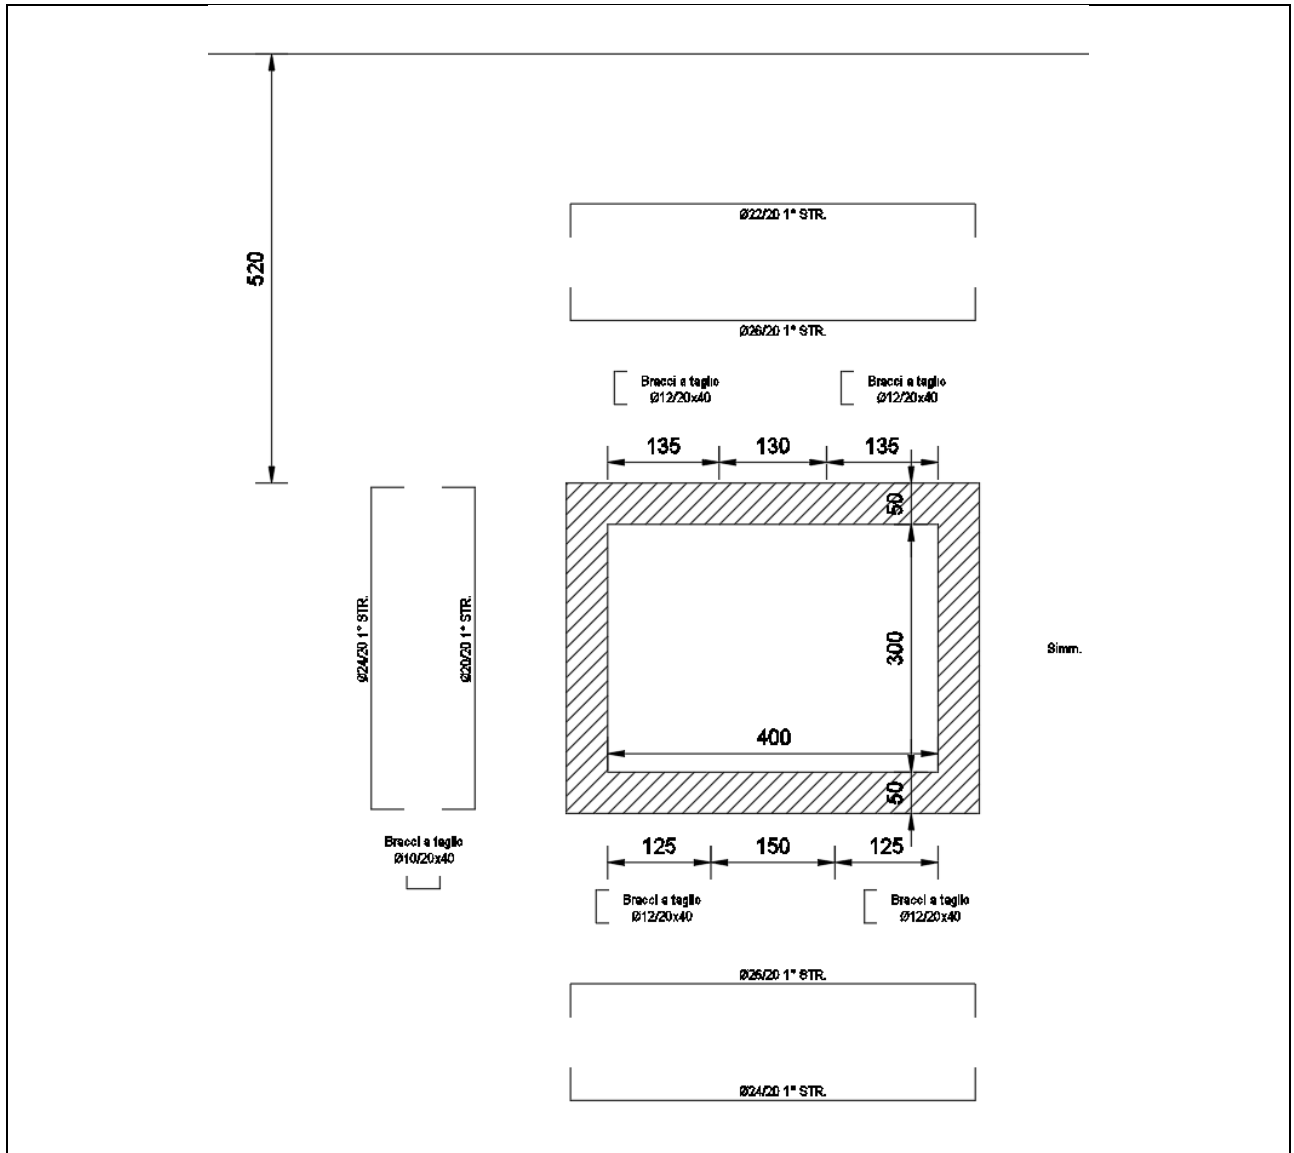 520
Ø22/20 1° STR.
Ø26/20 1° STR.
Bracci a taglio
Ø12/20x40
Bracci a taglio
Ø12/20x40
135
130
135
50
Ø24/20 1° STR.
Ø20/20 1° STR.
300
Simm.
400
50
Bracci a taglio
Ø10/20x40
125
150
125
Bracci a taglio
Ø12/20x40
Bracci a taglio
Ø12/20x40
Ø26/20 1° STR.
Ø24/20 1° STR.